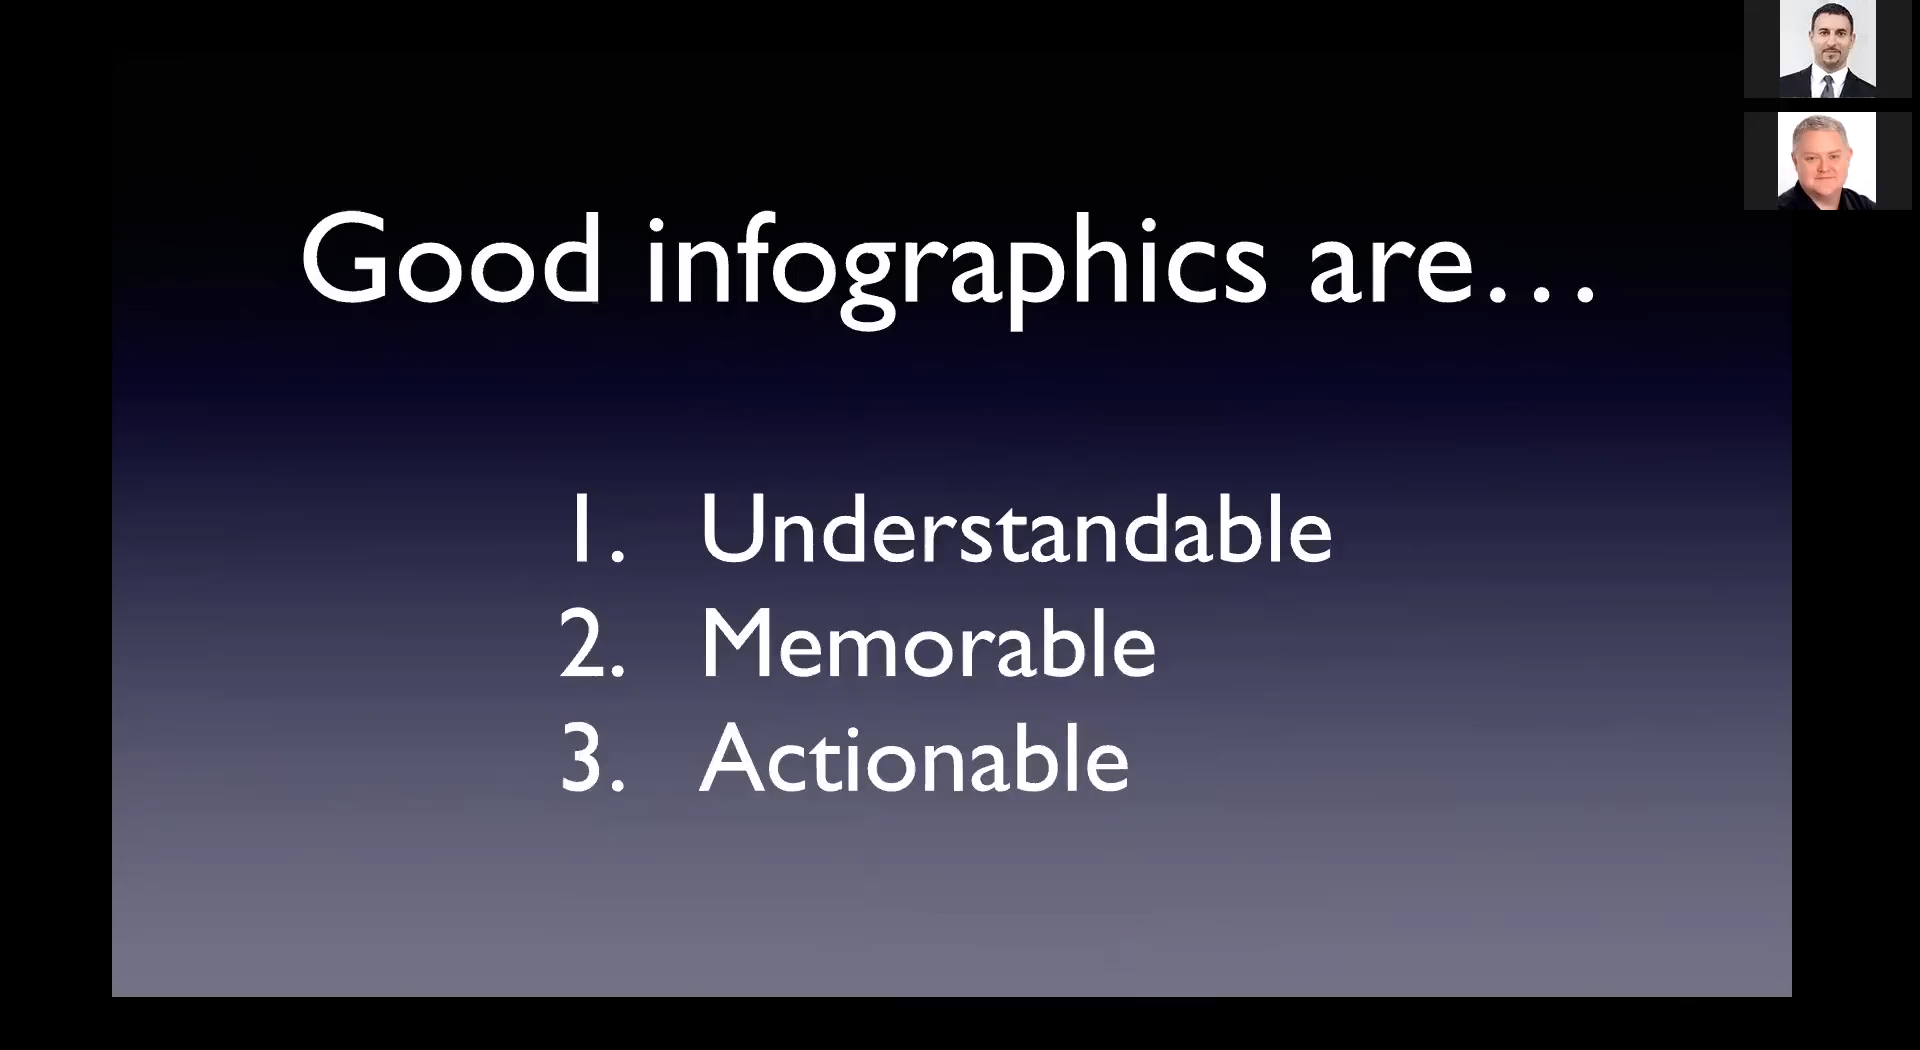 Good infographics are…
1. Understandable
2. Memorable
3. Actionable